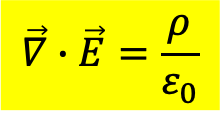 ∇⃗ · E⃗ = ρ/ε₀